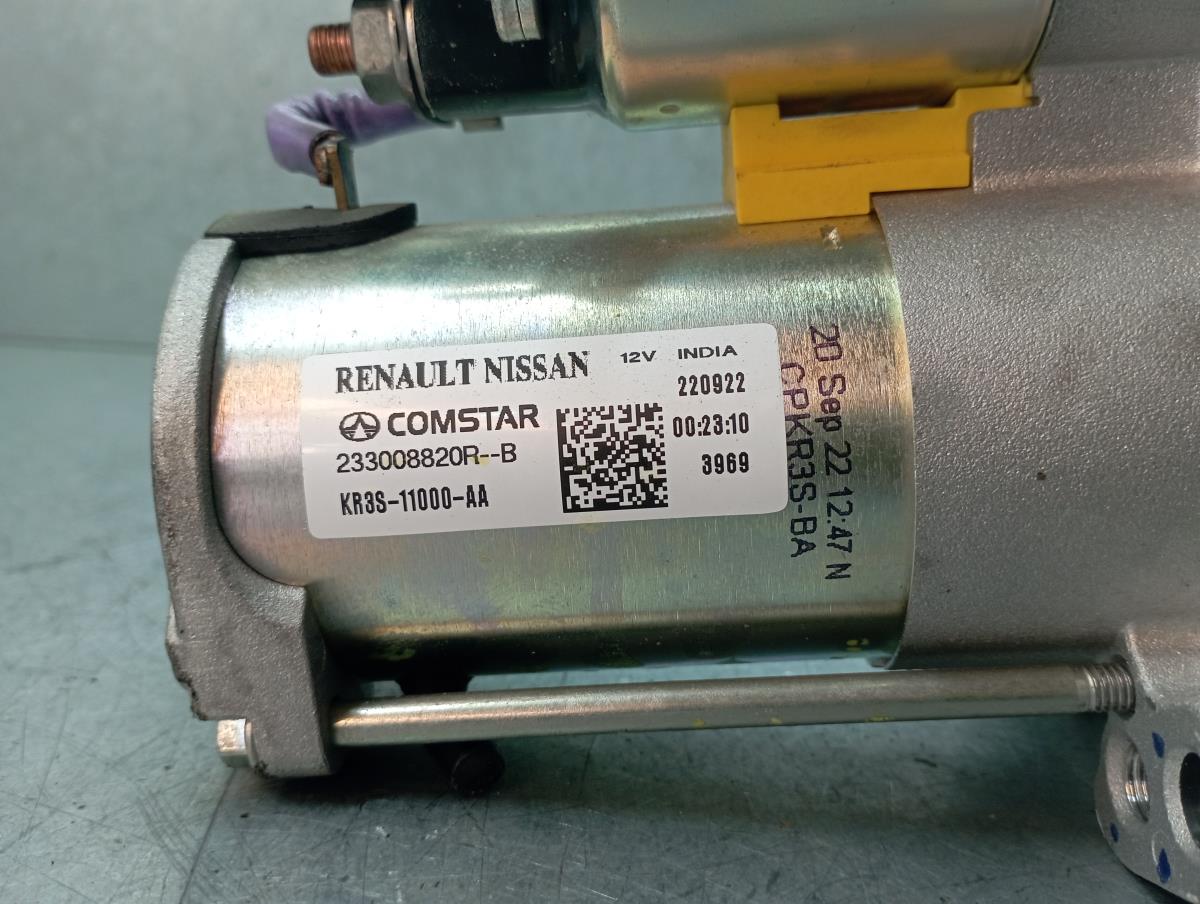 RENAULT NISSAN 12V INDIA
220922
COMSTAR 00:23:10
233008820R--B
3969
KR3S-11000-AA
20 Sep 22 12:47 N
CPKR3S-BA